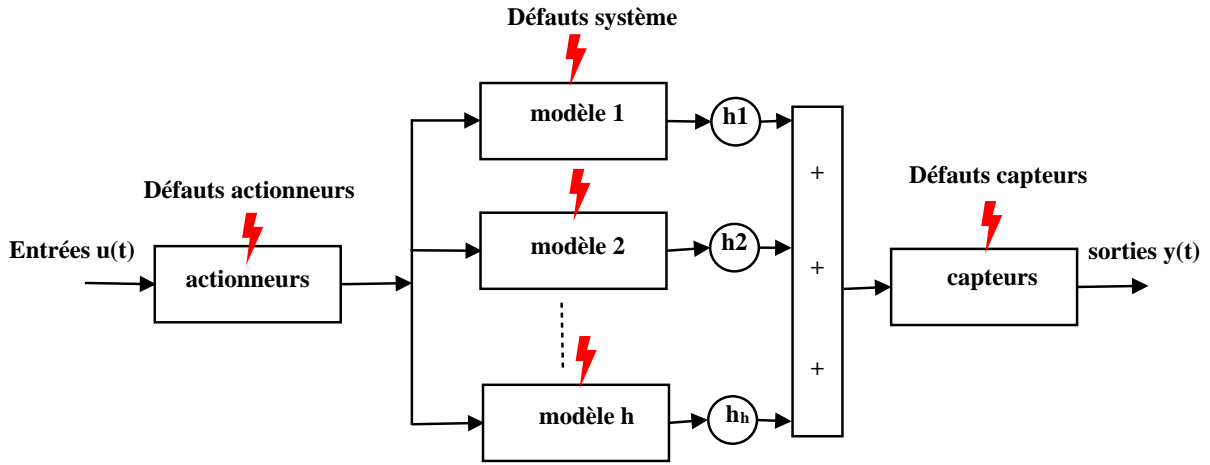 Défauts système
modèle 1
h1
+
Défauts actionneurs
Défauts capteurs
Entrées u(t)
actionneurs
modèle 2
h2
+
capteurs
sorties y(t)
modèle h
hh
+